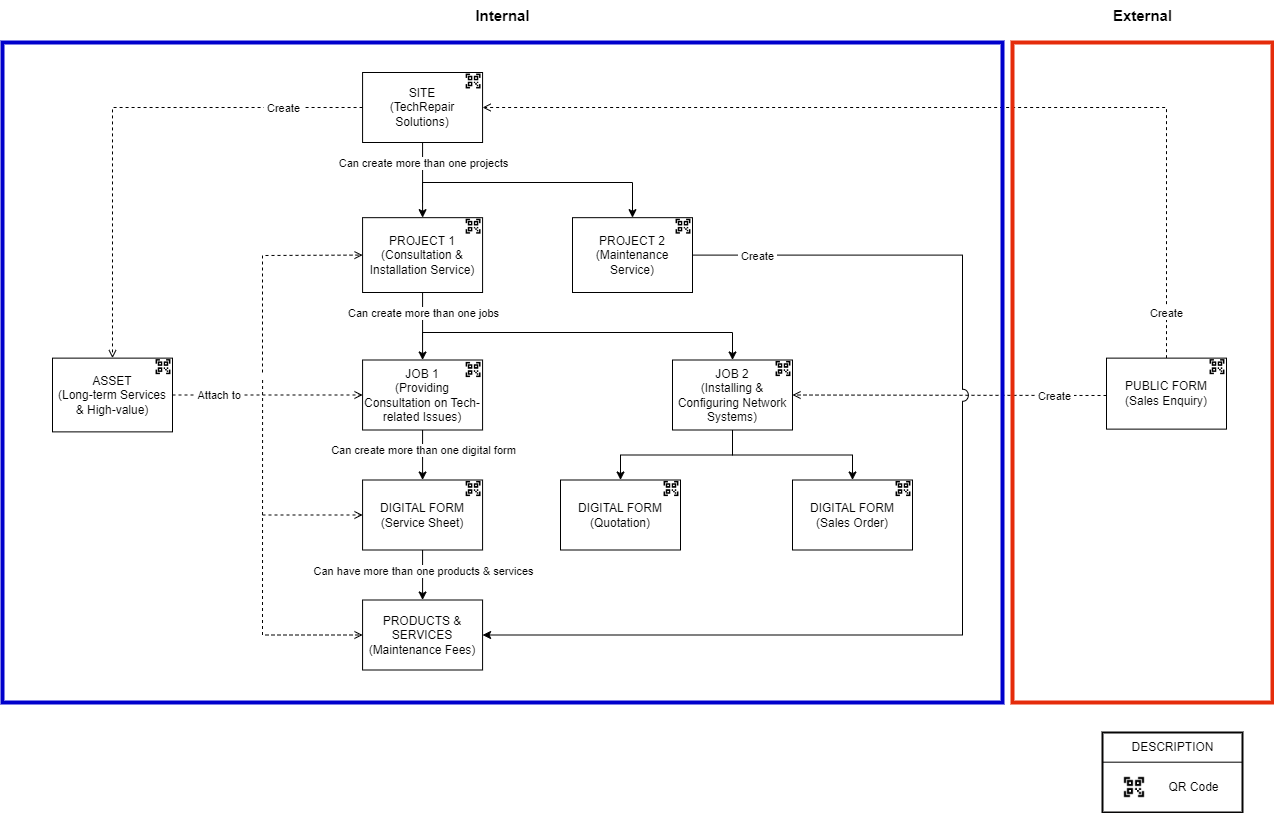 Internal
External
SITE
(TechRepair
Solutions)
Create
Can create more than one projects
PROJECT 1
(Consultation &
Installation Service)
PROJECT 2
(Maintenance
Service)
Create
Create
Can create more than one jobs
ASSET
(Long-term Services
& High-value)
Attach to
JOB 1
(Providing
Consultation on Tech-
related Issues)
JOB 2
(Installing &
Configuring Network
Systems)
Create
PUBLIC FORM
(Sales Enquiry)
Can create more than one digital form
DIGITAL FORM
(Service Sheet)
DIGITAL FORM
(Quotation)
DIGITAL FORM
(Sales Order)
Can have more than one products & services
PRODUCTS &
SERVICES
(Maintenance Fees)
DESCRIPTION
QR Code